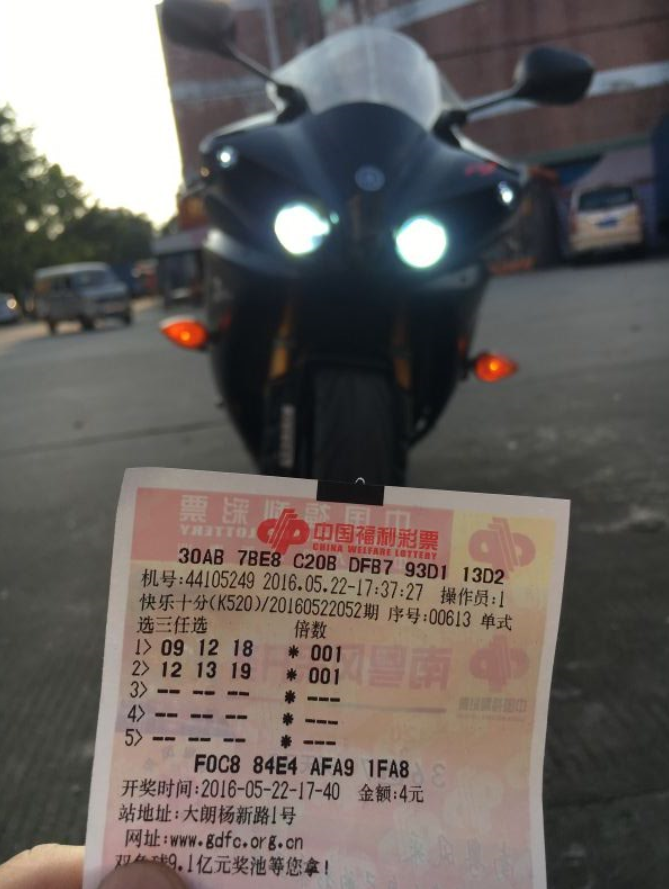 中国福利彩票
CHINA WELFARE LOTTERY
30AB 7BE8 C20B DFB7 93D1 13D2
机号:44105249 2016.05.22-17:37:27 操作员:1
快乐十分(K520)/20160522052期 序号:00613 单式
选三任选 倍数
1> 09 12 18 * 001
2> 12 13 19 * 001
3> -- -- -- * ---
4> -- -- -- * ---
5> -- -- -- * ---
F0C8 84E4 AFA9 1FA8
开奖时间:2016-05-22-17-40 金额:4元
站地址:大朗杨新路1号
网址:www.gdfc.org.cn
双色球9.1亿元奖池等您拿!